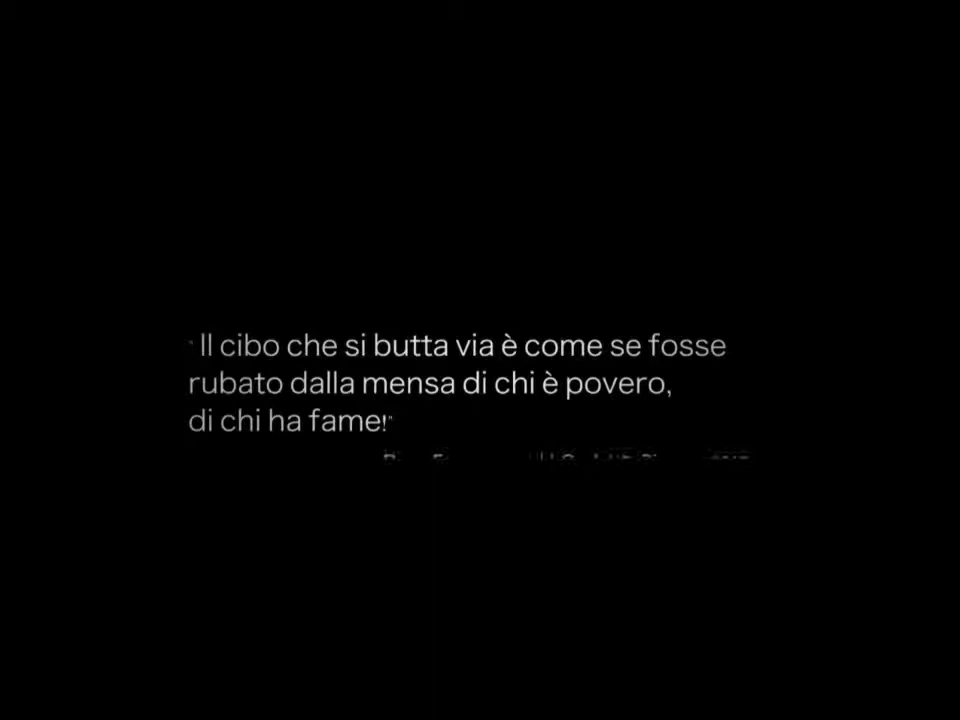 "Il cibo che si butta via è come se fosse
rubato dalla mensa di chi è povero,
di chi ha fame!"